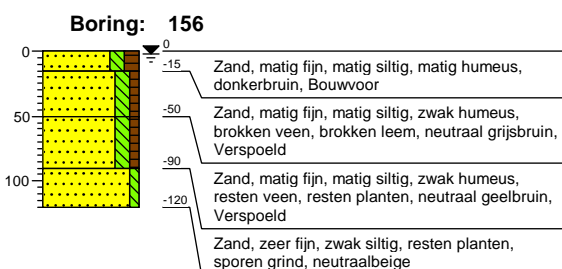 Boring: 156
0
0
-15
Zand, matig fijn, matig siltig, matig humeus,
donkerbruin, Bouwvoor
50
-50
Zand, matig fijn, matig siltig, zwak humeus,
brokken veen, brokken leem, neutraal grijsbruin,
Verspoeld
-90
Zand, matig fijn, matig siltig, zwak humeus,
resten veen, resten planten, neutraal geelbruin,
Verspoeld
100
-120
Zand, zeer fijn, zwak siltig, resten planten,
sporen grind, neutraalbeige